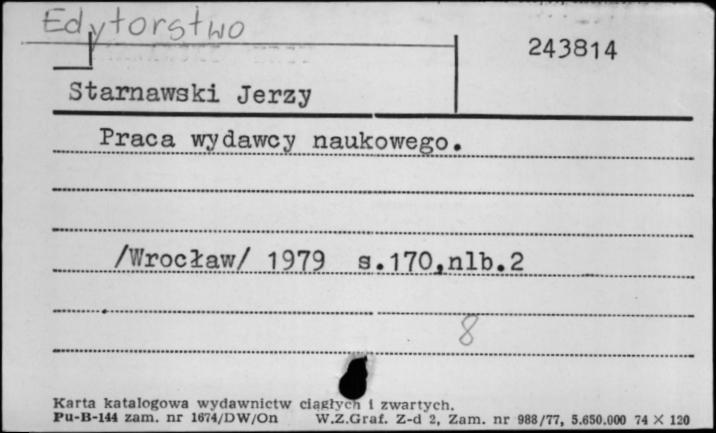 Edytorstwo
243814
Starnawski Jerzy
Praca wydawcy naukowego.
/Wrocław/ 1979 s.170,nlb.2
8
Karta katalogowa wydawnictw ciągłych i zwartych.
Pu-B-144 zam. nr 1674/DW/On W.Z.Graf. Z-d 2, Zam. nr 988/77, 5.650.000 74 X 120